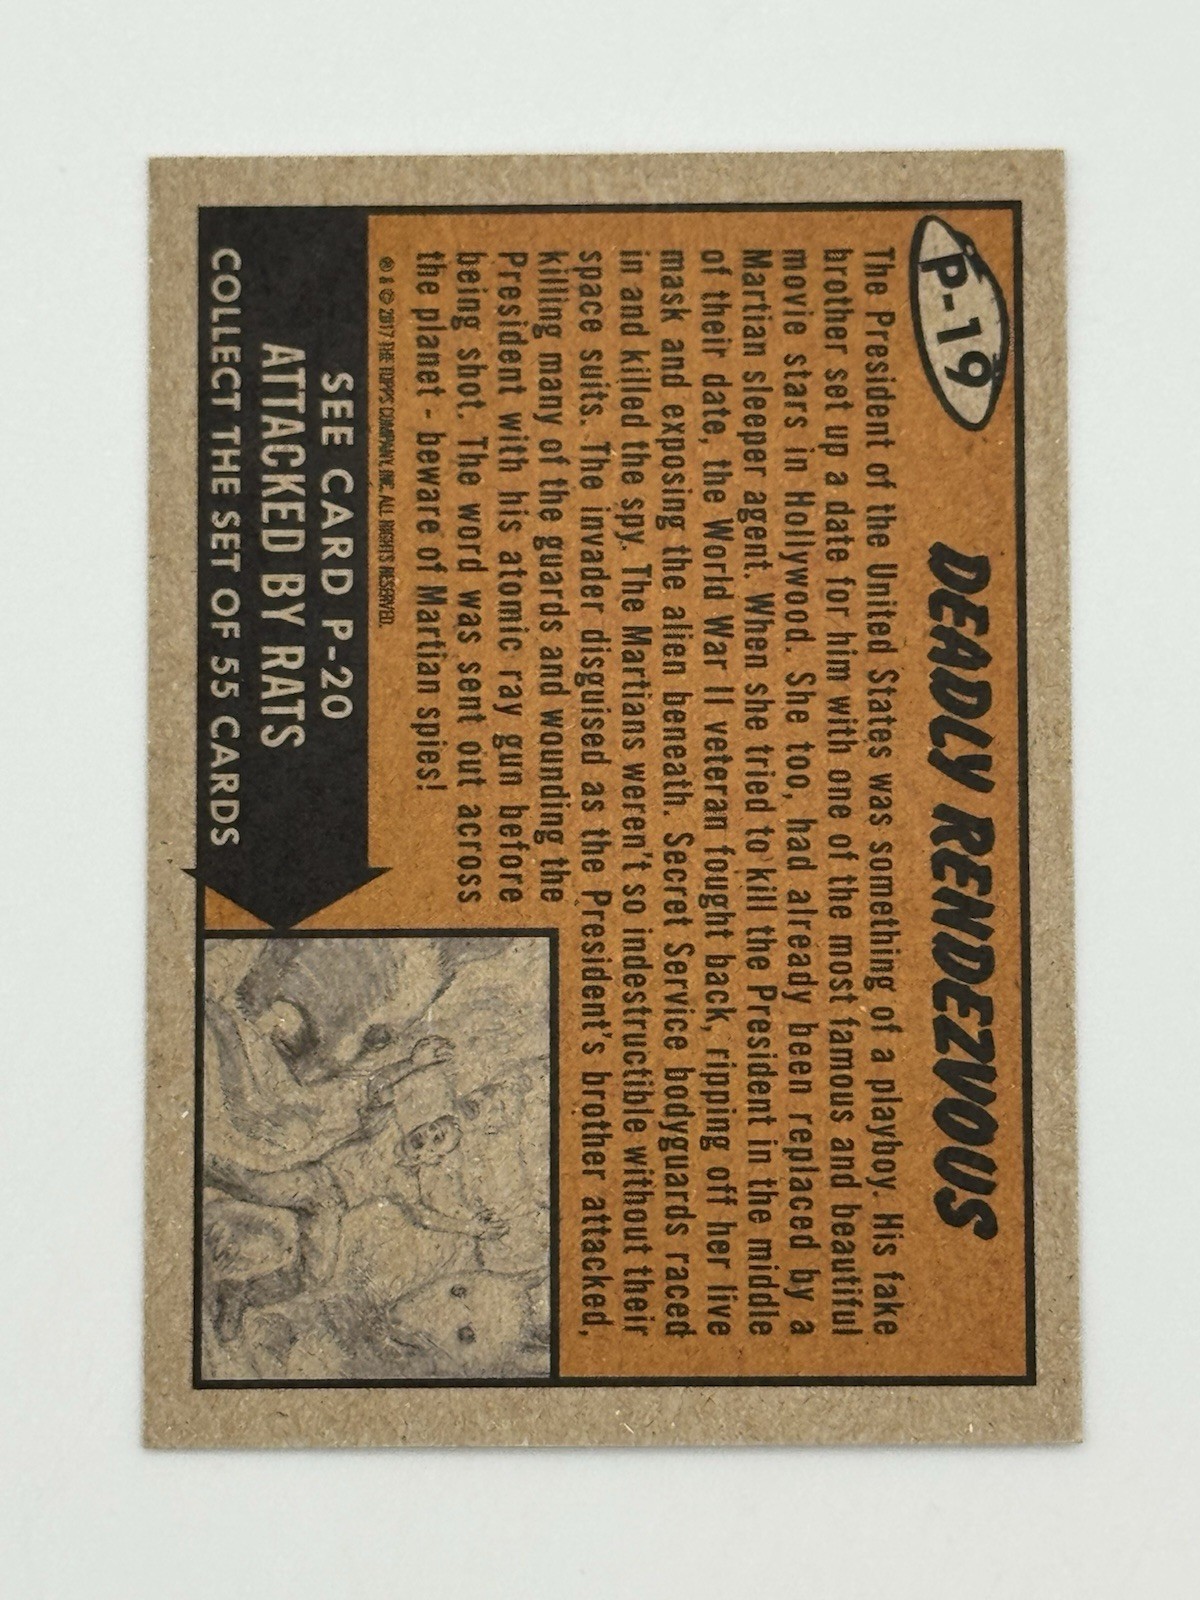 P-19
DEADLY RENDEZVOUS
The President of the United States was something of a playboy. His fake
brother set up a date for him with one of the most famous and beautiful
movie stars in Hollywood. She too, had already been replaced by a
Martian sleeper agent. When she tried to kill the President in the middle
of their date, the World War II veteran fought back, ripping off her live
mask and exposing the alien beneath. Secret Service bodyguards raced
in and killed the spy. The Martians weren't so indestructible without their
space suits. The invader disguised as the President's brother attacked,
killing many of the guards and wounding the
President with his atomic ray gun before
being shot. The word was sent out across
the planet - beware of Martian spies!
® & © 2017 THE TOPPS COMPANY, INC. ALL RIGHTS RESERVED.
SEE CARD P-20
ATTACKED BY RATS
COLLECT THE SET OF 55 CARDS